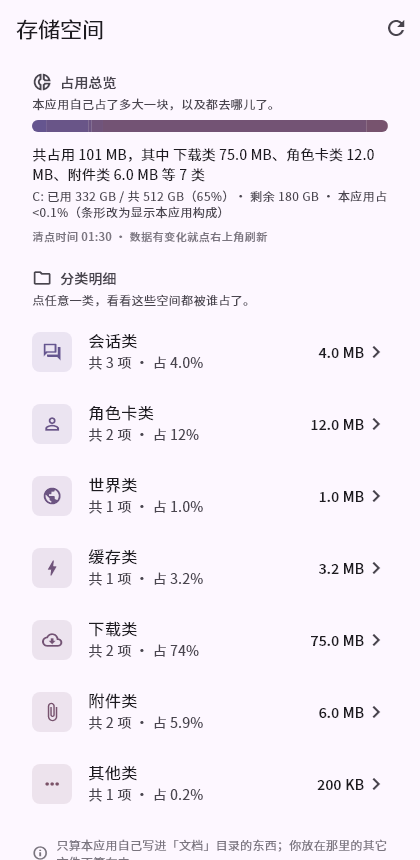 存储空间
占用总览
本应用自己占了多大一块，以及都去哪儿了。
共占用 101 MB，其中 下载类 75.0 MB、角色卡类 12.0
MB、附件类 6.0 MB 等 7 类
C: 已用 332 GB / 共 512 GB（65%）· 剩余 180 GB · 本应用占
<0.1%（条形改为显示本应用构成）
清点时间 01:30 · 数据有变化就点右上角刷新
分类明细
点任意一类，看看这些空间都被谁占了。
会话类
共 3 项 · 占 4.0%
4.0 MB
角色卡类
共 2 项 · 占 12%
12.0 MB
世界类
共 1 项 · 占 1.0%
1.0 MB
缓存类
共 1 项 · 占 3.2%
3.2 MB
下载类
共 2 项 · 占 74%
75.0 MB
附件类
共 2 项 · 占 5.9%
6.0 MB
其他类
共 1 项 · 占 0.2%
200 KB
只算本应用自己写进「文档」目录的东西；你放在那里的其它